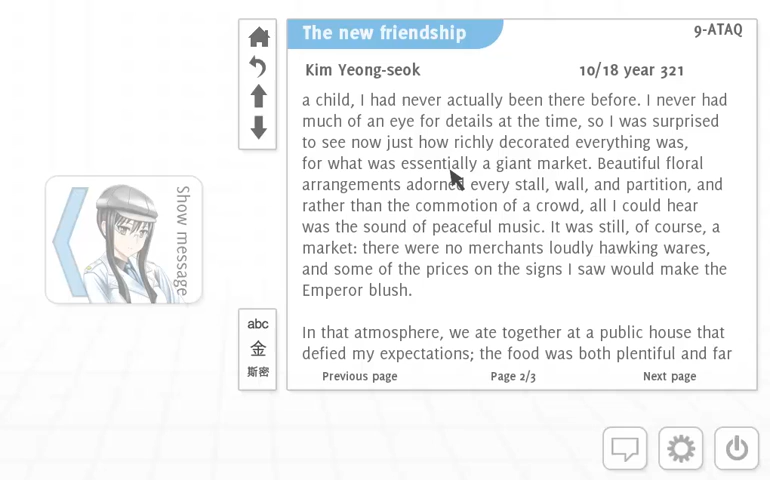 The new friendship
9-ATAQ
Kim Yeong-seok
10/18 year 321
a child, I had never actually been there before. I never had
much of an eye for details at the time, so I was surprised
to see now just how richly decorated everything was,
for what was essentially a giant market. Beautiful floral
arrangements adorned every stall, wall, and partition, and
rather than the commotion of a crowd, all I could hear
was the sound of peaceful music. It was still, of course, a
market: there were no merchants loudly hawking wares,
and some of the prices on the signs I saw would make the
Emperor blush.
In that atmosphere, we ate together at a public house that
defied my expectations; the food was both plentiful and far
Previous page
Page 2/3
Next page
Show message
abc
金
斯密